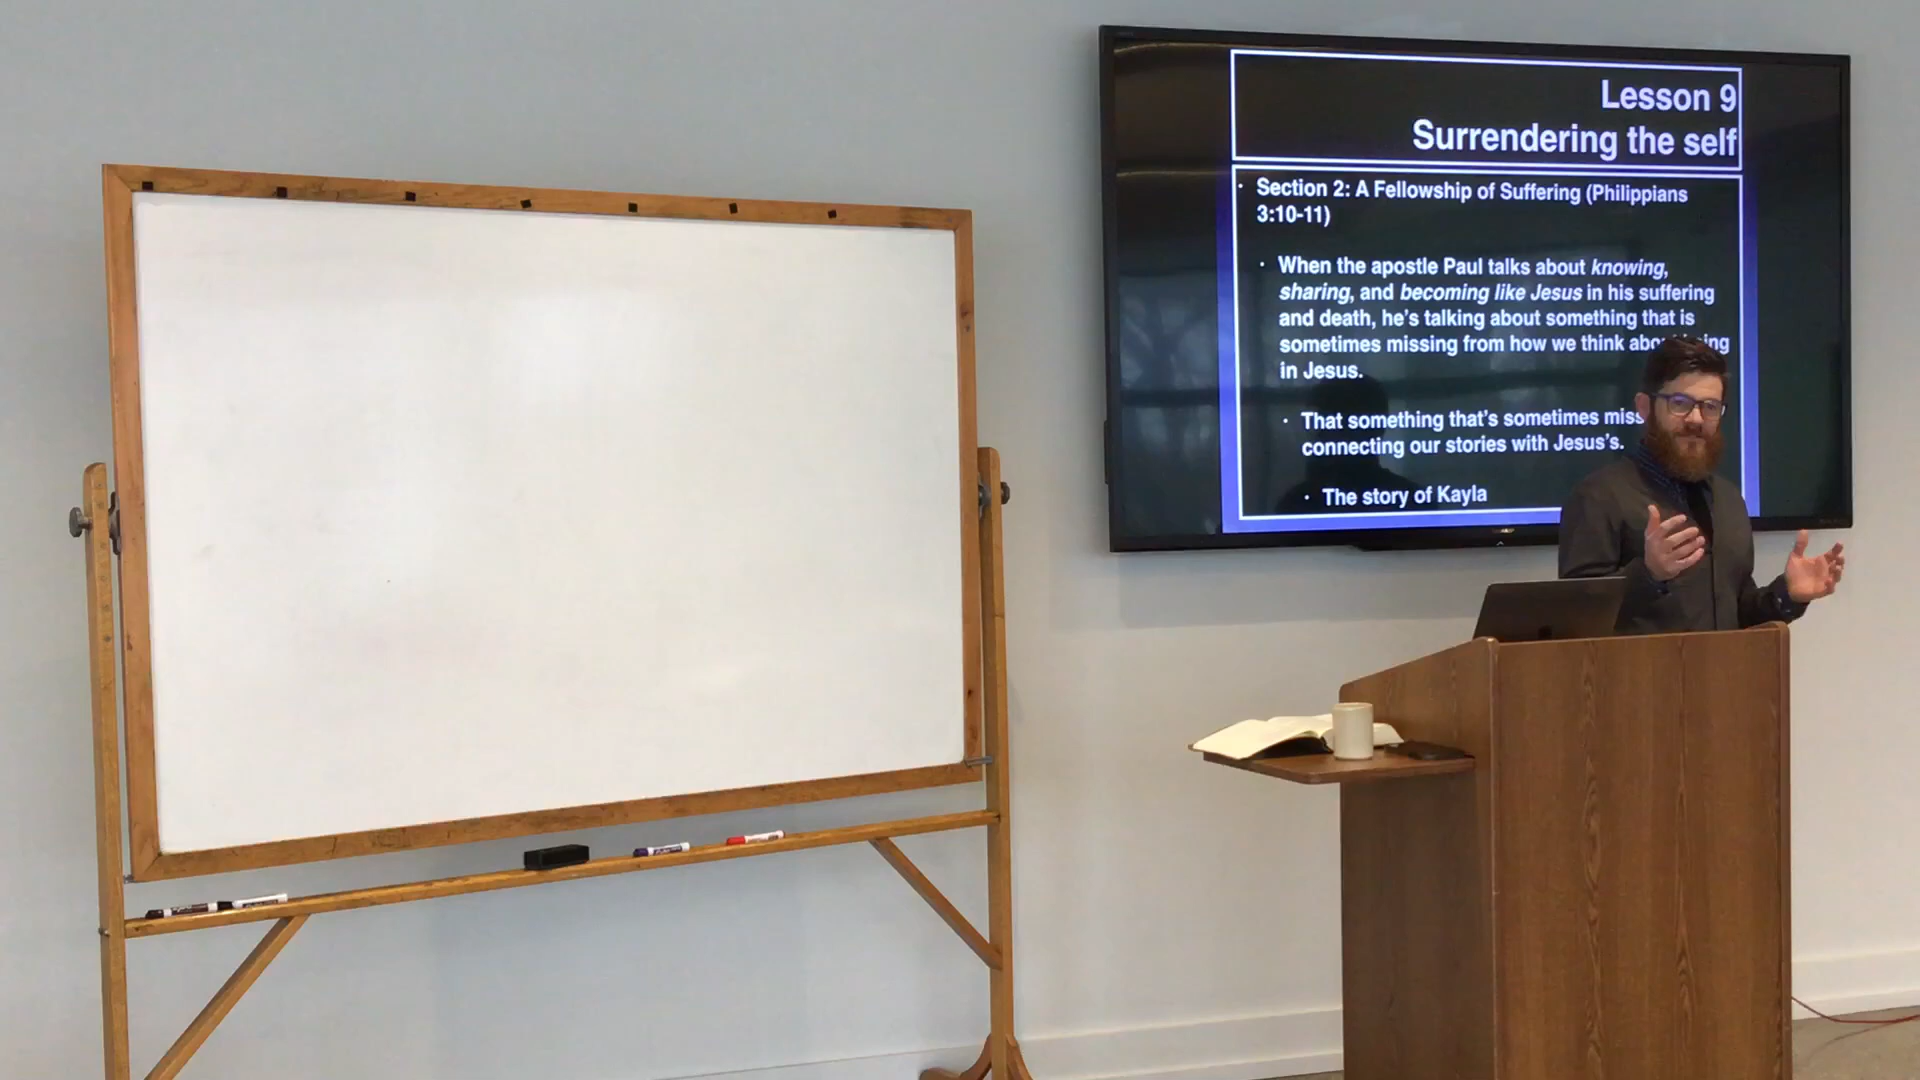 Lesson 9
Surrendering the self
· Section 2: A Fellowship of Suffering (Philippians
3:10-11)
· When the apostle Paul talks about knowing,
sharing, and becoming like Jesus in his suffering
and death, he's talking about something that is
sometimes missing from how we think
in Jesus.
· That something that's sometimes
connecting our stories with Jesus's.
· The story of Kayla